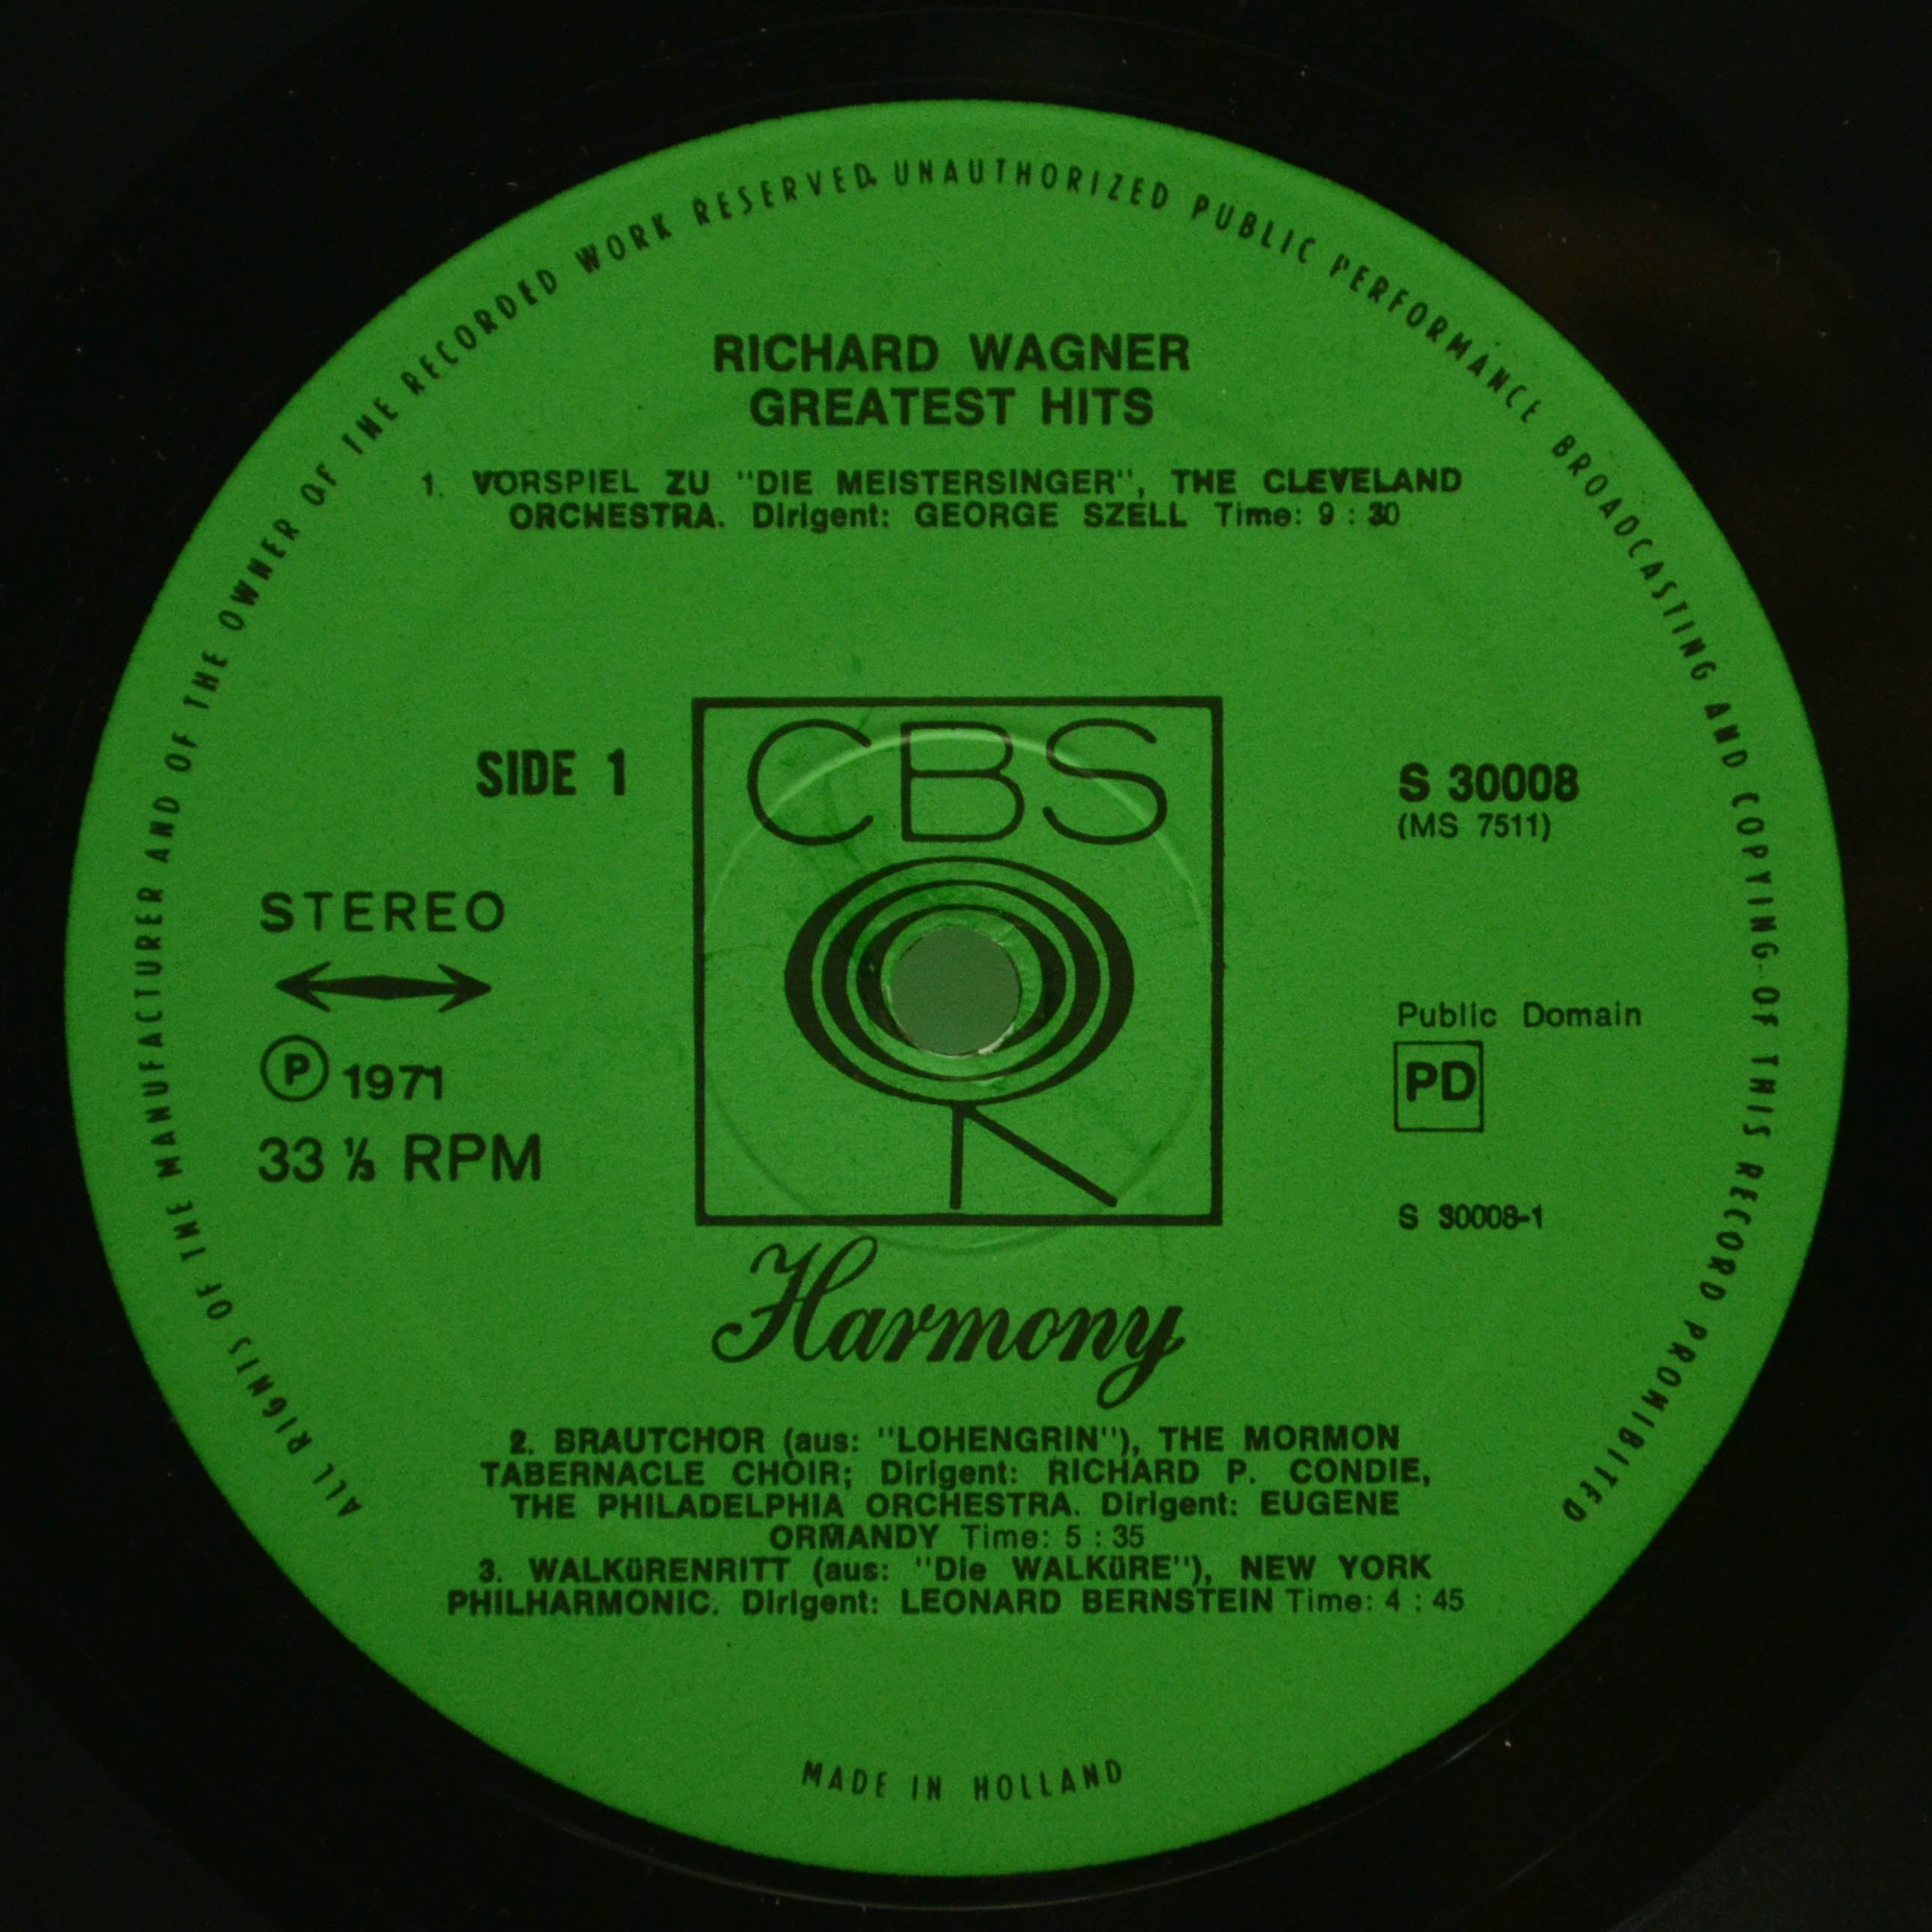 ALL RIGHTS OF THE MANUFACTURER AND OF THE OWNER OF THE RECORDED WORK RESERVED. UNAUTHORIZED PUBLIC PERFORMANCE BROADCASTING AND COPYING OF THIS RECORD PROHIBITED
RICHARD WAGNER
GREATEST HITS
1. VORSPIEL ZU "DIE MEISTERSINGER", THE CLEVELAND
ORCHESTRA. Dirigent: GEORGE SZELL Time: 9 : 30
CBS
SIDE 1
S 30008
(MS 7511)
STEREO
Public Domain
℗ 1971
PD
33 ⅓ RPM
S 30008-1
Harmony
2. BRAUTCHOR (aus: "LOHENGRIN"), THE MORMON
TABERNACLE CHOIR; Dirigent: RICHARD P. CONDIE,
THE PHILADELPHIA ORCHESTRA. Dirigent: EUGENE
ORMANDY Time: 5 : 35
3. WALKüRENRITT (aus: "Die WALKüRE"), NEW YORK
PHILHARMONIC. Dirigent: LEONARD BERNSTEIN Time: 4 : 45
MADE IN HOLLAND